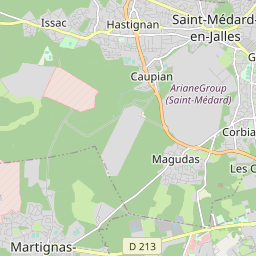 Saint-Médard-
en-Jalles
Hastignan
Issac
Caupian
ArianeGroup
(Saint-Médard)
Corbia
Magudas
Les C
Martignas-
D 213